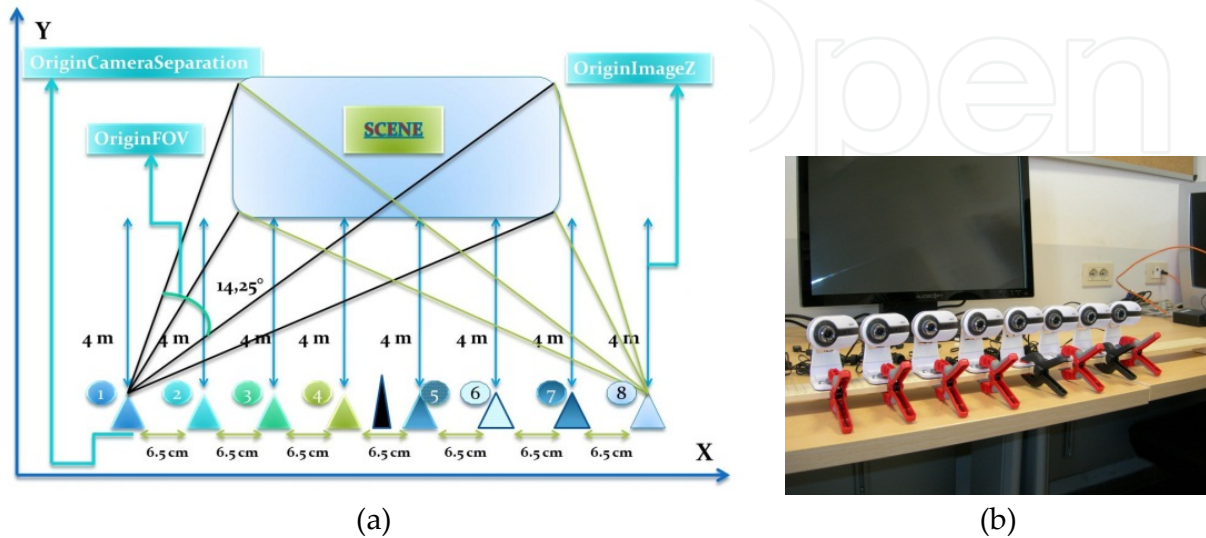 Open
Y
OriginCameraSeparation
OriginImageZ
SCENE
OriginFOV
14,25°
4 m 4 m 4 m 4 m 4 m 4 m 4 m 4 m
1 2 3 4 5 6 7 8
6.5 cm 6.5 cm 6.5 cm 6.5 cm 6.5 cm 6.5 cm 6.5 cm
X
(a) (b)